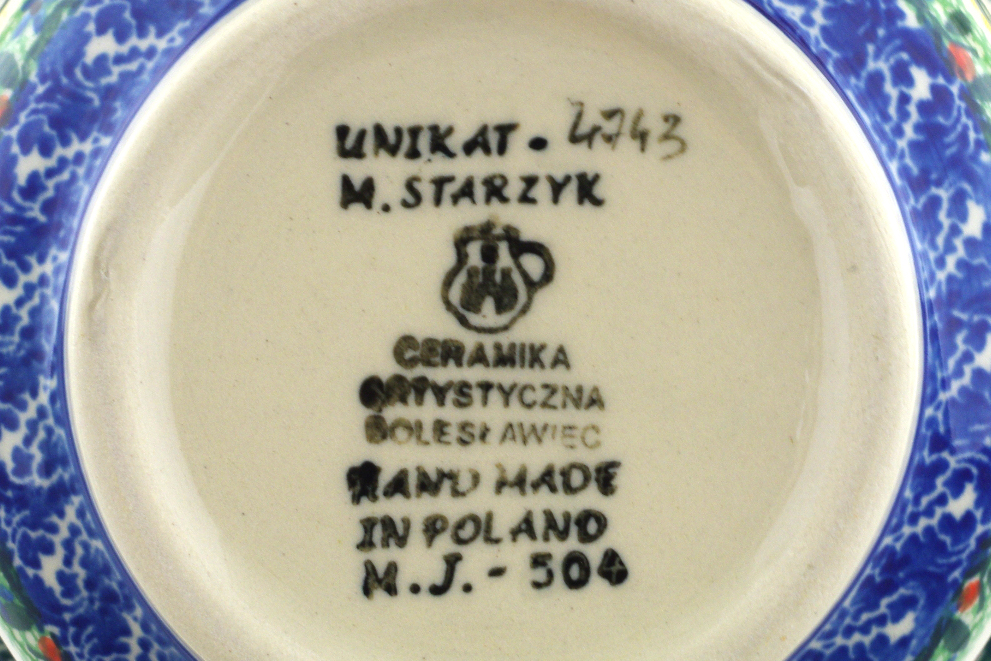 UNIKAT • 4743
M. STARZYK
CERAMIKA
ARTYSTYCZNA
BOLESŁAWIEC
HAND MADE
IN POLAND
M.J. - 504